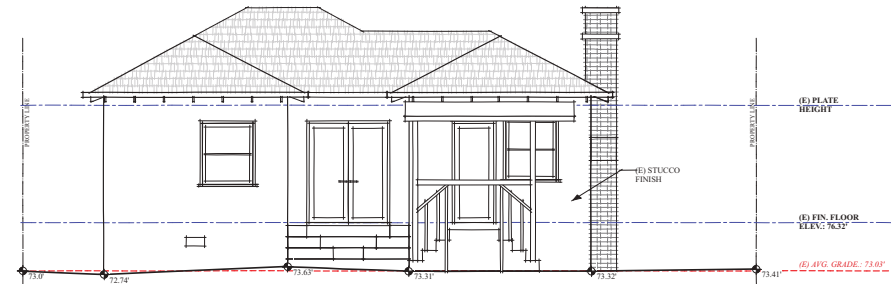 PROPERTY LINE
PROPERTY LINE
(E) PLATE
HEIGHT
(E) STUCCO
FINISH
(E) FIN. FLOOR
ELEV.: 76.32'
(E) AVG. GRADE.: 73.03'
73.0'
72.74'
73.63'
73.31'
73.32'
73.41'